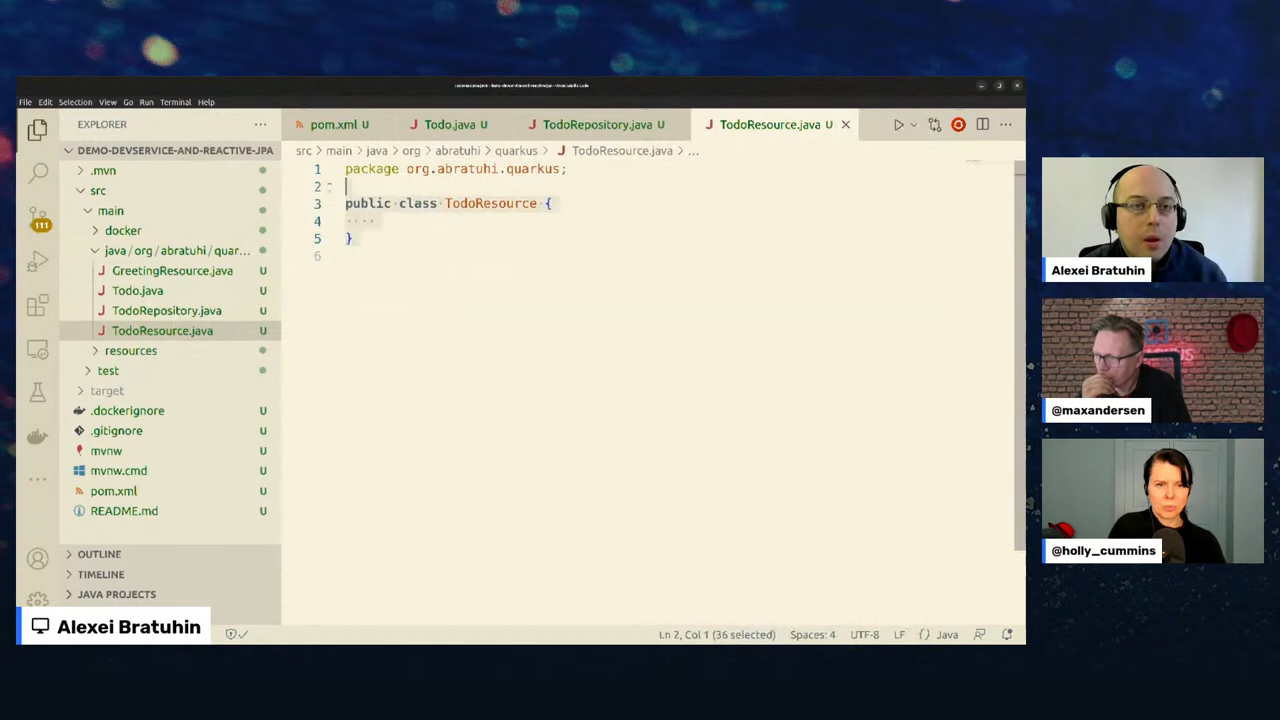 File Edit Selection View Go Run Terminal Help
EXPLORER
pom.xml U
Todo.java U
TodoRepository.java U
TodoResource.java U
DEMO-DEVSERVICE-AND-REACTIVE-JPA
src main java org abratuhi quarkus TodoResource.java ...
.mvn
src
main
docker
java/org/abratuhi/quar...
GreetingResource.java U
Todo.java U
TodoRepository.java U
TodoResource.java U
resources
test
target
.dockerignore U
.gitignore U
mvnw U
mvnw.cmd U
pom.xml U
README.md U
OUTLINE
TIMELINE
JAVA PROJECTS
111
1 package org.abratuhi.quarkus;
2
3 public class TodoResource {
4
5 }
6
Ln 2, Col 1 (36 selected) Spaces: 4 UTF-8 LF {} Java
Alexei Bratuhin
Alexei Bratuhin
@maxandersen
@holly_cummins